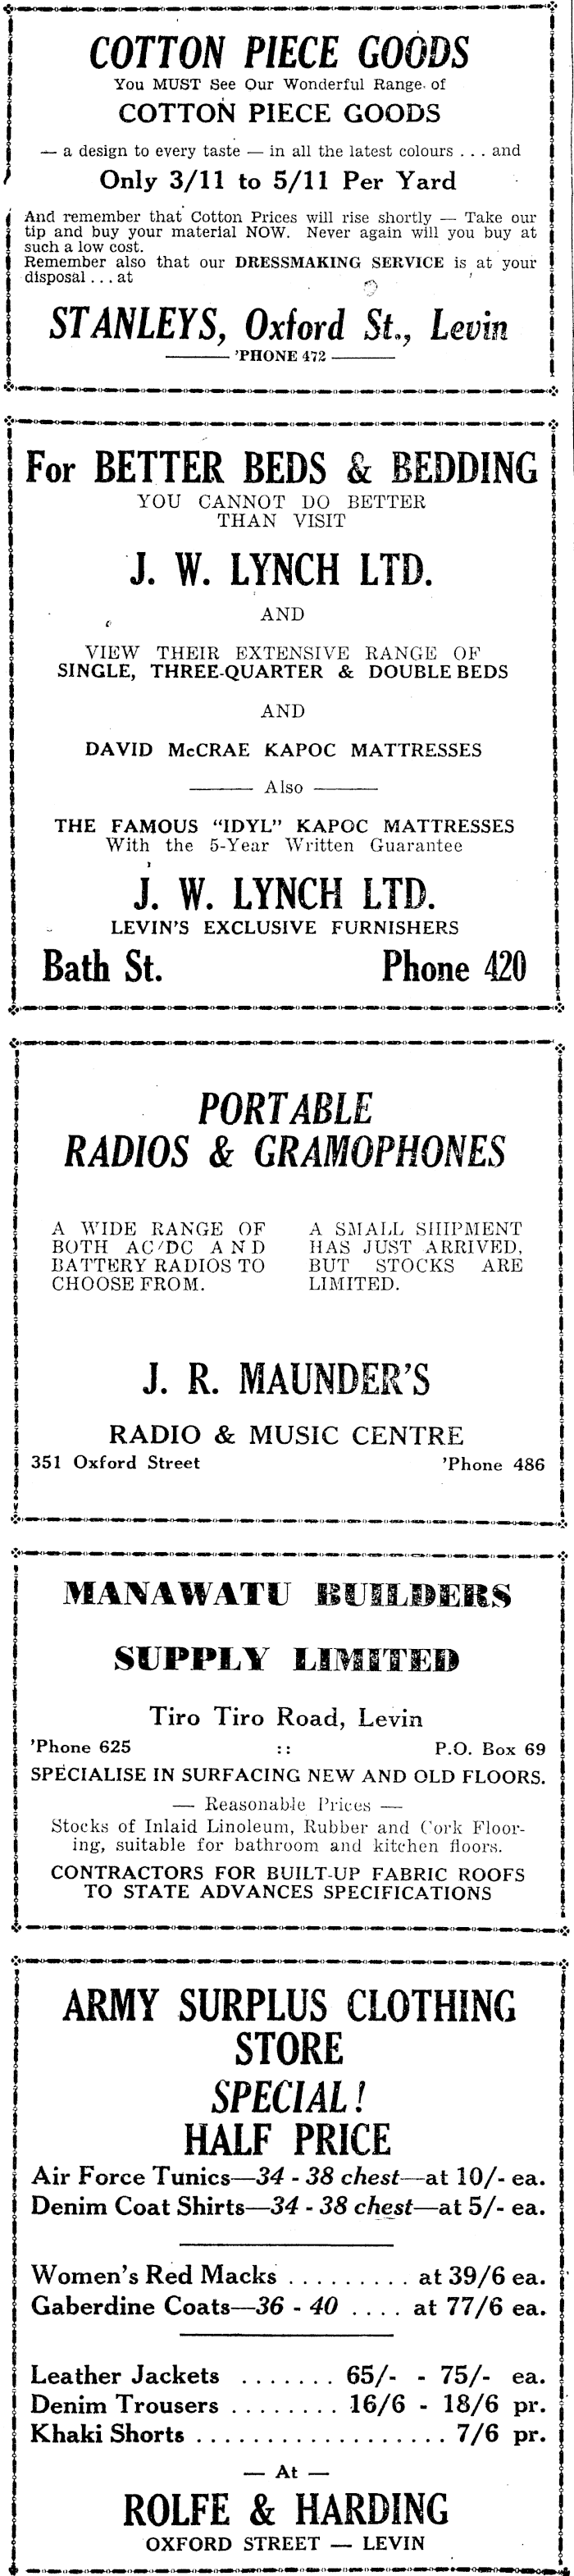 COTTON PIECE GOODS
You MUST See Our Wonderful Range of
COTTON PIECE GOODS
— a design to every taste — in all the latest colours . . . and
Only 3/11 to 5/11 Per Yard
And remember that Cotton Prices will rise shortly — Take our
tip and buy your material NOW. Never again will you buy at
such a low cost.
Remember also that our DRESSMAKING SERVICE is at your
disposal . . . at
STANLEYS, Oxford St., Levin
'PHONE 472
For BETTER BEDS & BEDDING
YOU CANNOT DO BETTER
THAN VISIT
J. W. LYNCH LTD.
AND
VIEW THEIR EXTENSIVE RANGE OF
SINGLE, THREE-QUARTER & DOUBLE BEDS
AND
DAVID McCRAE KAPOC MATTRESSES
Also
THE FAMOUS "IDYL" KAPOC MATTRESSES
With the 5-Year Written Guarantee
J. W. LYNCH LTD.
LEVIN'S EXCLUSIVE FURNISHERS
Bath St. Phone 420
PORTABLE
RADIOS & GRAMOPHONES
A WIDE RANGE OF
BOTH AC/DC AND
BATTERY RADIOS TO
CHOOSE FROM.
A SMALL SHIPMENT
HAS JUST ARRIVED,
BUT STOCKS ARE
LIMITED.
J. R. MAUNDER'S
RADIO & MUSIC CENTRE
351 Oxford Street 'Phone 486
MANAWATU BUILDERS
SUPPLY LIMITED
Tiro Tiro Road, Levin
'Phone 625 :: P.O. Box 69
SPECIALISE IN SURFACING NEW AND OLD FLOORS.
— Reasonable Prices —
Stocks of Inlaid Linoleum, Rubber and Cork Floor-
ing, suitable for bathroom and kitchen floors.
CONTRACTORS FOR BUILT-UP FABRIC ROOFS
TO STATE ADVANCES SPECIFICATIONS
ARMY SURPLUS CLOTHING
STORE
SPECIAL!
HALF PRICE
Air Force Tunics—34 - 38 chest—at 10/- ea.
Denim Coat Shirts—34 - 38 chest—at 5/- ea.
Women's Red Macks . . . . . . . . . at 39/6 ea.
Gaberdine Coats—36 - 40 . . . . at 77/6 ea.
Leather Jackets . . . . . . . 65/- - 75/- ea.
Denim Trousers . . . . . . . . 16/6 - 18/6 pr.
Khaki Shorts . . . . . . . . . . . . . . . . . . 7/6 pr.
— At —
ROLFE & HARDING
OXFORD STREET — LEVIN